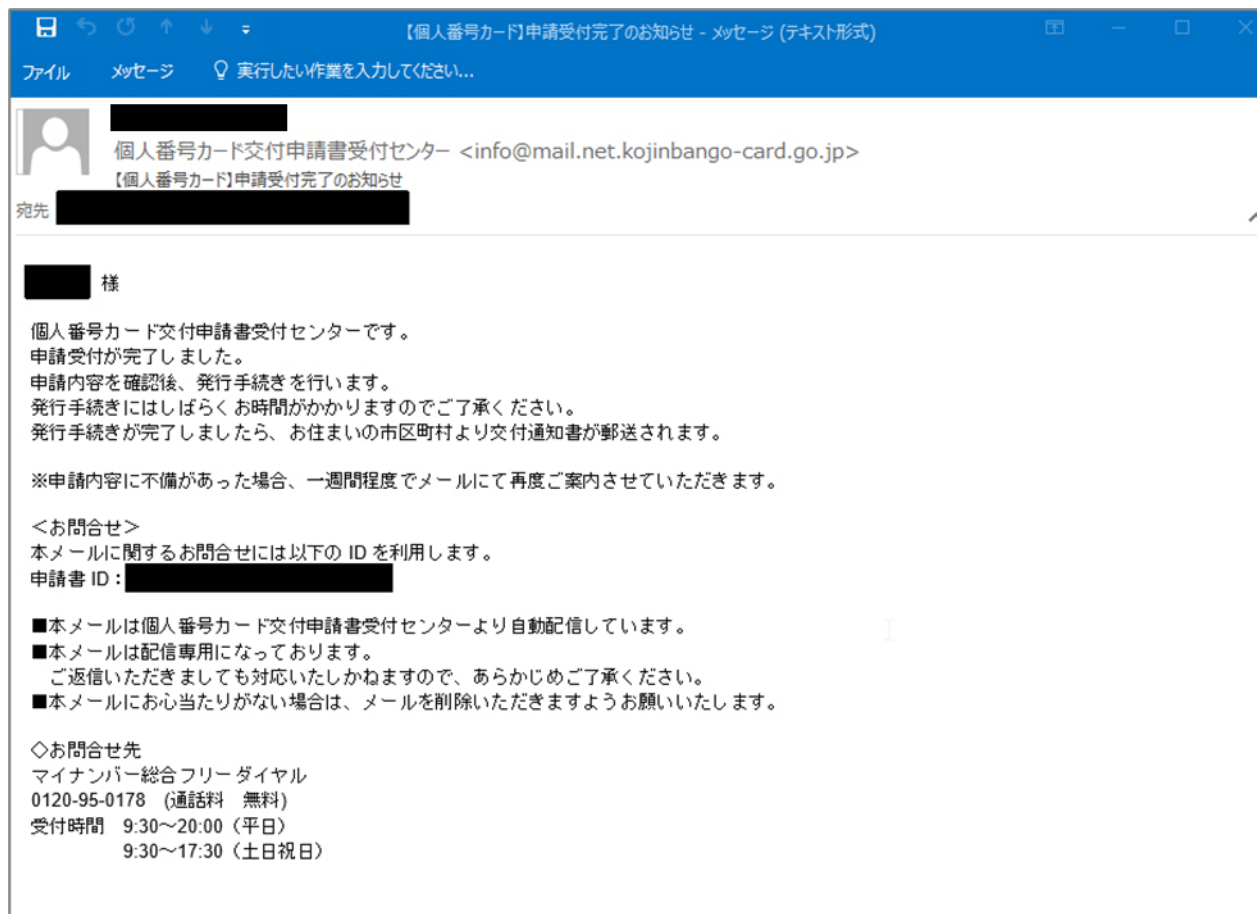 【個人番号カード】申請受付完了のお知らせ - メッセージ (テキスト形式)
ファイル メッセージ 実行したい作業を入力してください...
個人番号カード交付申請書受付センター <info@mail.net.kojinbango-card.go.jp>
【個人番号カード】申請受付完了のお知らせ
宛先
様
個人番号カード交付申請書受付センターです。
申請受付が完了しました。
申請内容を確認後、発行手続きを行います。
発行手続きにはしばらくお時間がかかりますのでご了承ください。
発行手続きが完了しましたら、お住まいの市区町村より交付通知書が郵送されます。
※申請内容に不備があった場合、一週間程度でメールにて再度ご案内させていただきます。
＜お問合せ＞
本メールに関するお問合せには以下の ID を利用します。
申請書 ID：
■本メールは個人番号カード交付申請書受付センターより自動配信しています。
■本メールは配信専用になっております。
ご返信いただきましても対応いたしかねますので、あらかじめご了承ください。
■本メールにお心当たりがない場合は、メールを削除いただきますようお願いいたします。
◇お問合せ先
マイナンバー総合フリーダイヤル
0120-95-0178 (通話料 無料)
受付時間 9:30～20:00（平日）
9:30～17:30（土日祝日）